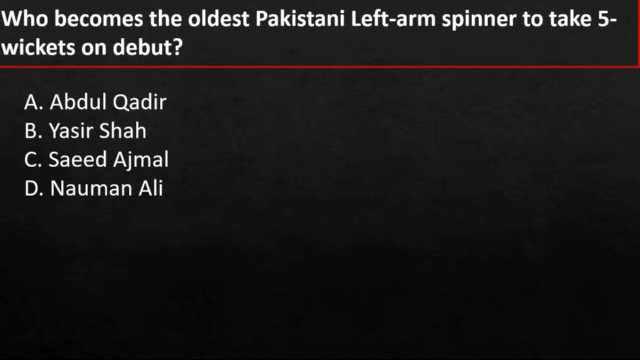 Who becomes the oldest Pakistani Left-arm spinner to take 5-
wickets on debut?
A. Abdul Qadir
B. Yasir Shah
C. Saeed Ajmal
D. Nauman Ali